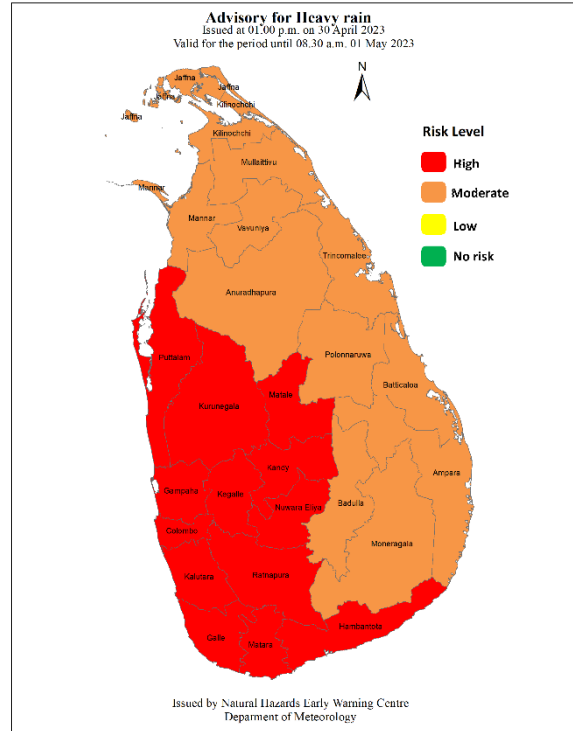 Advisory for Heavy rain
Issued at 01.00 p.m. on 30 April 2023
Valid for the period until 08.30 a.m. 01 May 2023
N
Jaffna
Jaffna
Jaffna
Jaffna
Kilinochchi
Kilinochchi
Mullaittivu
Mannar
Mannar
Vavuniya
Trincomalee
Anuradhapura
Polonnaruwa
Puttalam
Batticaloa
Matale
Kurunegala
Kandy
Ampara
Gampaha
Kegalle
Nuwara Eliya
Badulla
Colombo
Moneragala
Kalutara
Ratnapura
Hambantota
Galle
Matara
Risk Level
High
Moderate
Low
No risk
Issued by Natural Hazards Early Warning Centre
Deparment of Meteorology